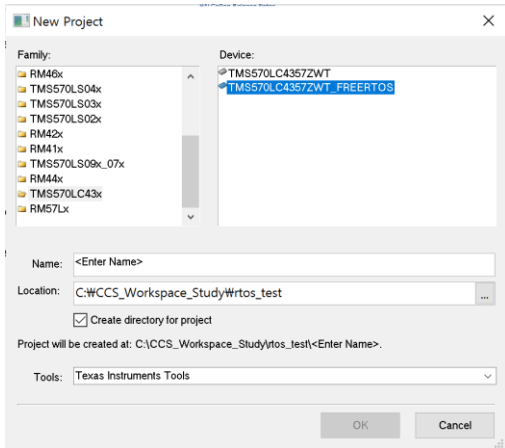 New Project
Family:
RM46x
TMS570LS04x
TMS570LS03x
TMS570LS02x
RM42x
RM41x
TMS570LS09x_07x
RM44x
TMS570LC43x
RM57Lx
Device:
TMS570LC4357ZWT
TMS570LC4357ZWT_FREERTOS
Name: <Enter Name>
Location: C:₩CCS_Workspace_Study₩rtos_test
...
Create directory for project
Project will be created at: C:\CCS_Workspace_Study\rtos_test\<Enter Name>.
Tools: Texas Instruments Tools
OK Cancel